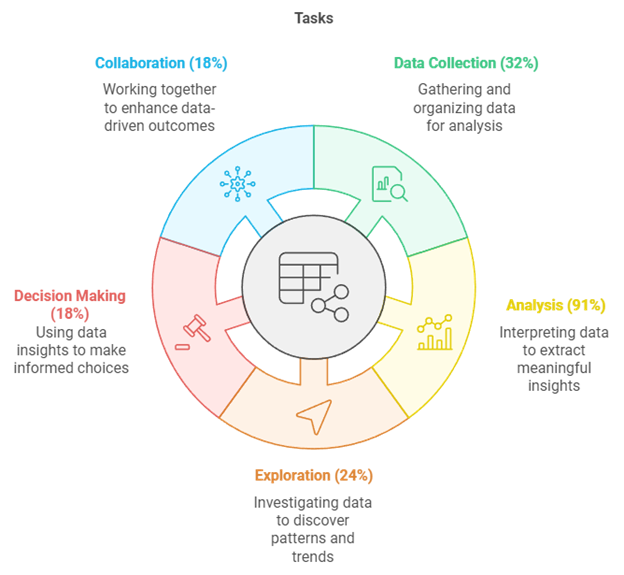 Tasks
Collaboration (18%)
Working together
to enhance data-
driven outcomes
Data Collection (32%)
Gathering and
organizing data
for analysis
Decision Making
(18%)
Using data
insights to make
informed choices
Analysis (91%)
Interpreting data
to extract
meaningful
insights
Exploration (24%)
Investigating data
to discover
patterns and
trends